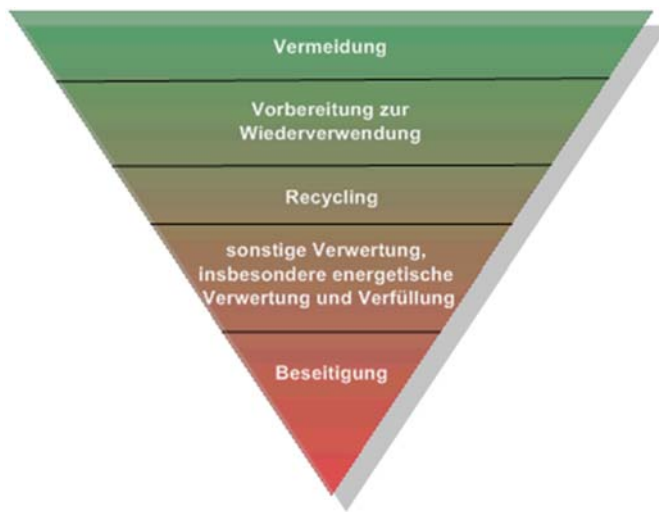 Vermeidung
Vorbereitung zur
Wiederverwendung
Recycling
sonstige Verwertung,
insbesondere energetische
Verwertung und Verfüllung
Beseitigung